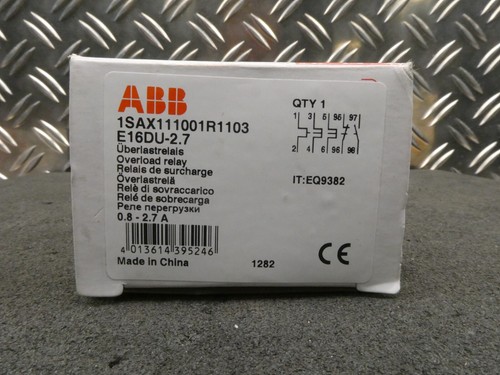 ABB
1SAX111001R1103
E16DU-2.7
Überlastrelais
Overload relay
Relais de surcharge
Överlastrelä
Relè di sovraccarico
Relé de sobrecarga
Реле перегрузки
0.8 - 2.7 A
4 013614 395246
Made in China
1282
CE
QTY 1
1 3 5 95 97
2 4 6 96 98
IT:EQ9382